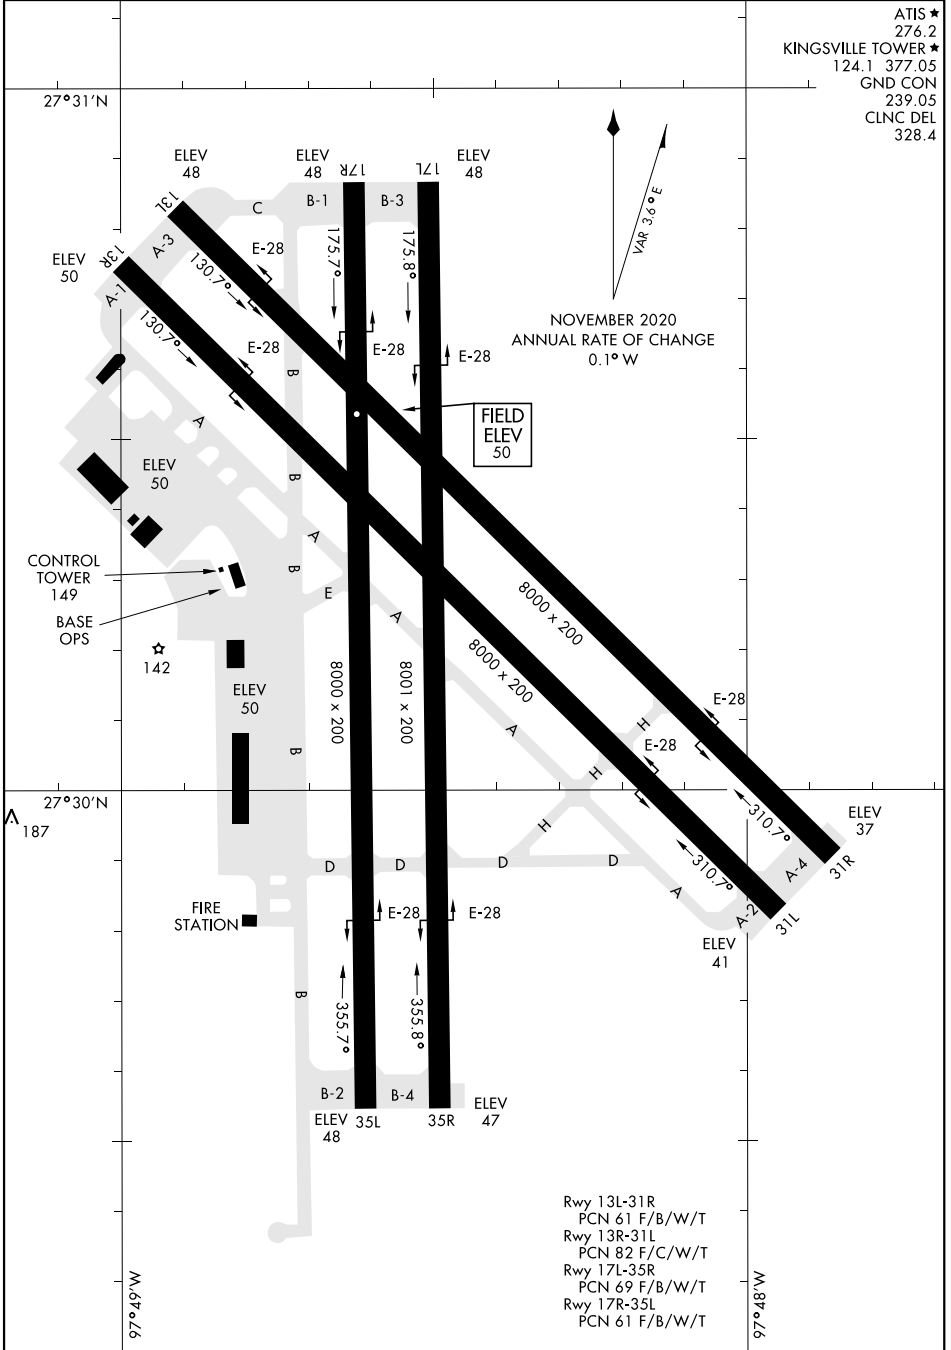 ATIS ★
276.2
KINGSVILLE TOWER ★
124.1 377.05
GND CON
239.05
CLNC DEL
328.4
27°31'N
ELEV
48
ELEV
48
17R
17L
ELEV
48
13L
C
B-1
B-3
VAR 3.6° E
ELEV
50
13R
A-3
E-28
130.7°
175.7°
175.8°
A-1
130.7°
E-28
E-28
E-28
NOVEMBER 2020
ANNUAL RATE OF CHANGE
0.1° W
B
A
FIELD
ELEV
50
ELEV
50
B
A
CONTROL
TOWER
149
B
E
A
BASE
OPS
8000 x 200
142
8000 x 200
8001 x 200
8000 x 200
ELEV
50
E-28
H
A
B
E-28
H
27°30'N
187
310.7°
ELEV
37
H
D
D
D
D
310.7°
A-4
31R
A
A-2
31L
FIRE
STATION
E-28
E-28
ELEV
41
B
355.7°
355.8°
B-2
B-4
ELEV
48
35L
35R
ELEV
47
Rwy 13L-31R
PCN 61 F/B/W/T
Rwy 13R-31L
PCN 82 F/C/W/T
Rwy 17L-35R
PCN 69 F/B/W/T
Rwy 17R-35L
PCN 61 F/B/W/T
97°49'W
97°48'W